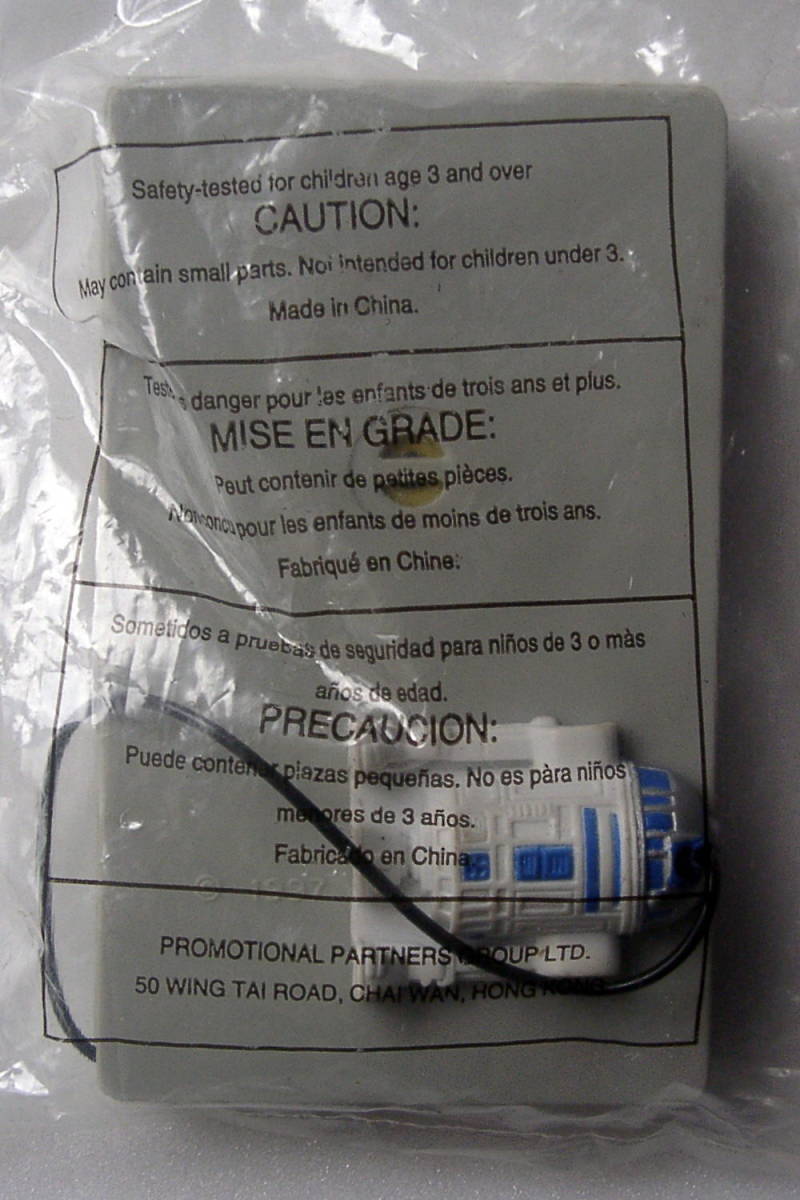 Safety-tested for children age 3 and over
CAUTION:
May contain small parts. Not intended for children under 3.
Made in China.
danger pour les enfants de trois ans et plus.
MISE EN GRADE:
Peut contenir de petites pièces.
Non concu pour les enfants de moins de trois ans.
Fabriqué en Chine.
Sometidos a pruebas de seguridad para niños de 3 o màs
años de edad.
PRECAUCION:
Puede contener piazas pequeñas. No es pàra niños
menores de 3 años.
Fabricado en China.
© 1997
PROMOTIONAL PARTNERS GROUP LTD.
50 WING TAI ROAD, CHAI WAN, HONG KONG